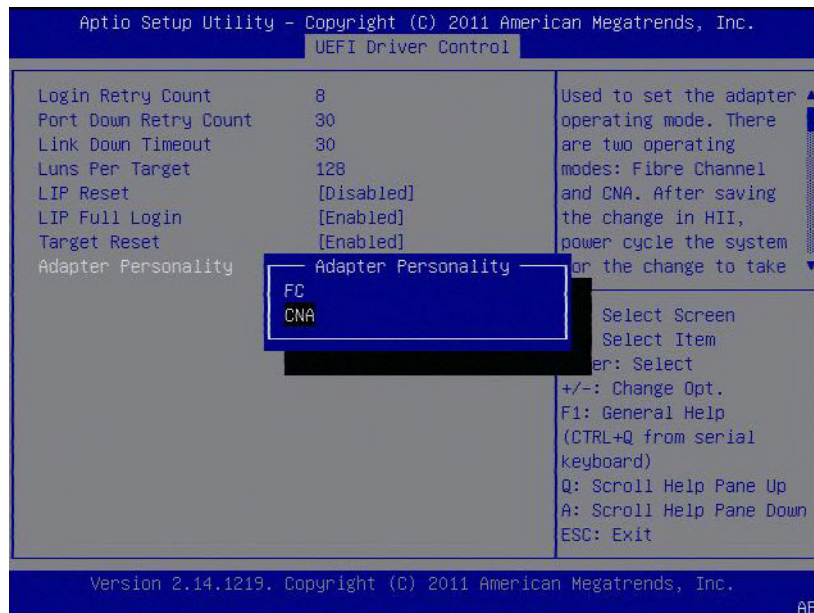 Aptio Setup Utility – Copyright (C) 2011 American Megatrends, Inc.
UEFI Driver Control
Login Retry Count 8
Port Down Retry Count 30
Link Down Timeout 30
Luns Per Target 128
LIP Reset [Disabled]
LIP Full Login [Enabled]
Target Reset [Enabled]
Adapter Personality
Adapter Personality
FC
CNA
Used to set the adapter
operating mode. There
are two operating
modes: Fibre Channel
and CNA. After saving
the change in HII,
power cycle the system
or the change to take
Select Screen
Select Item
er: Select
+/-: Change Opt.
F1: General Help
(CTRL+Q from serial
keyboard)
Q: Scroll Help Pane Up
A: Scroll Help Pane Down
ESC: Exit
Version 2.14.1219. Copyright (C) 2011 American Megatrends, Inc.